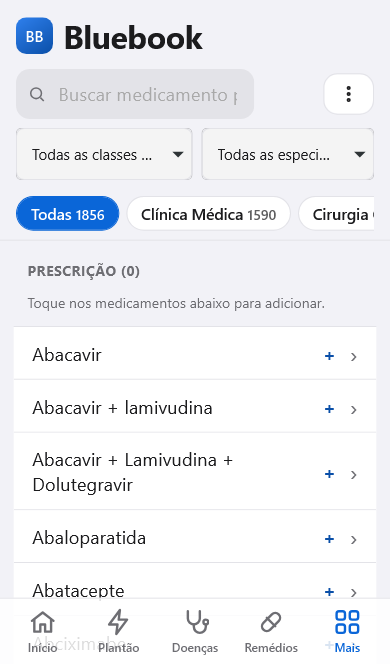 BB Bluebook
Buscar medicamento p
Todas as classes ... Todas as especi...
Todas 1856 Clínica Médica 1590 Cirurgia
PRESCRIÇÃO (0)
Toque nos medicamentos abaixo para adicionar.
Abacavir + ›
Abacavir + lamivudina + ›
Abacavir + Lamivudina +
Dolutegravir + ›
Abaloparatida + ›
Abatacepte + ›
Abciximabe +
Início Plantão Doenças Remédios Mais